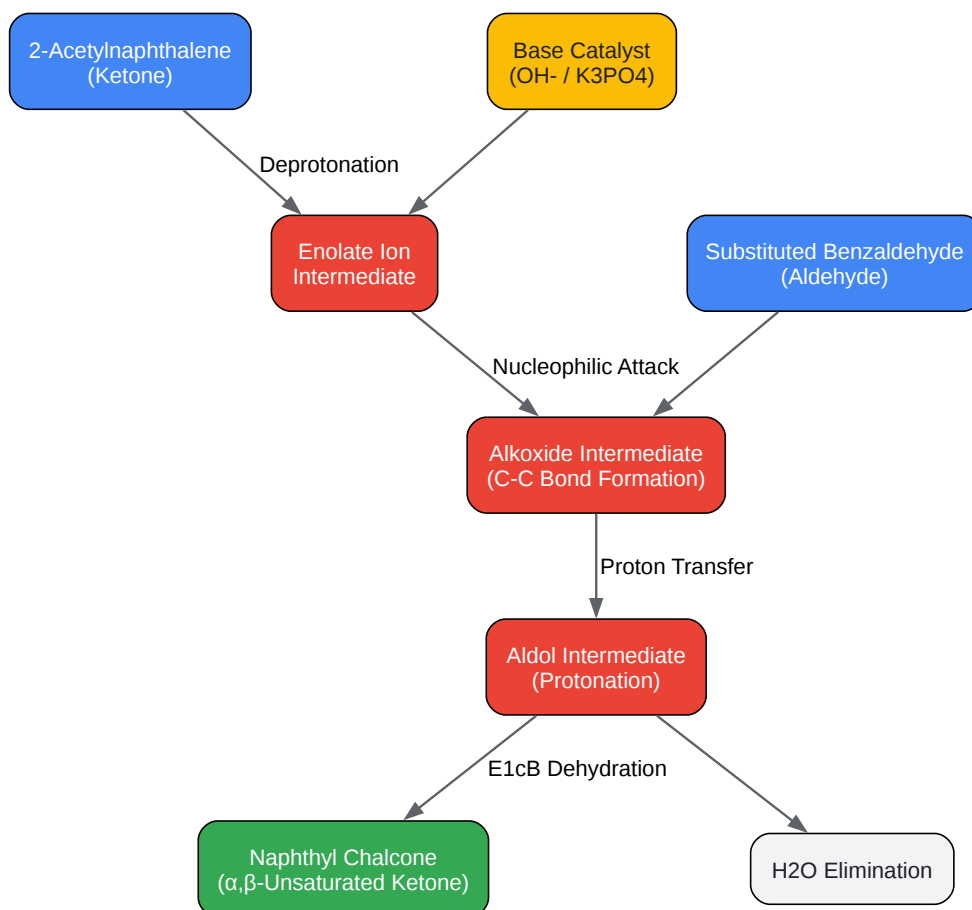 2-Acetylnaphthalene
(Ketone)
Base Catalyst
(OH- / K3PO4)
Deprotonation
Enolate Ion
Intermediate
Substituted Benzaldehyde
(Aldehyde)
Nucleophilic Attack
Alkoxide Intermediate
(C-C Bond Formation)
Proton Transfer
Aldol Intermediate
(Protonation)
E1cB Dehydration
Naphthyl Chalcone
(α,β-Unsaturated Ketone)
H2O Elimination